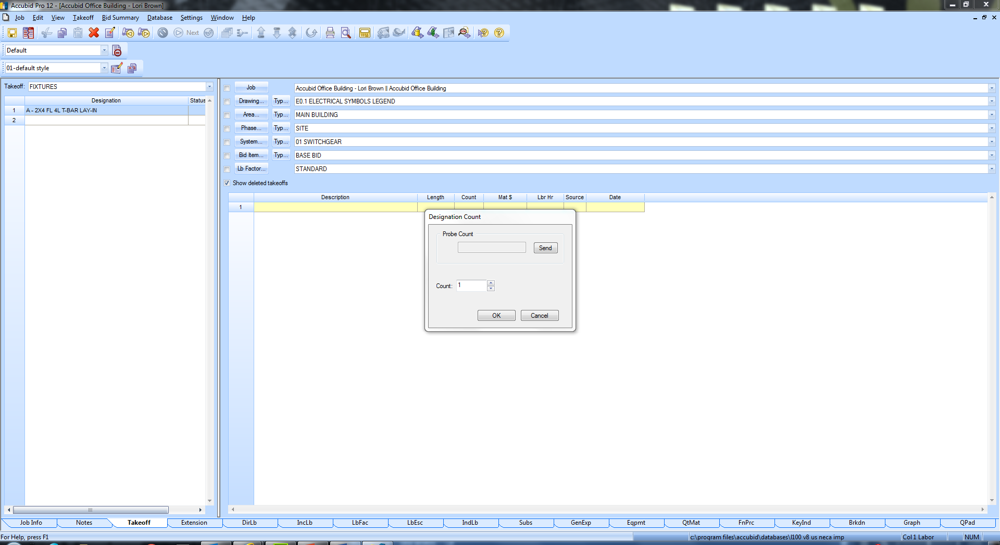 Accubid Pro 12 - [Accubid Office Building - Lori Brown]
Job Edit View Takeoff Bid Summary Database Settings Window Help
Next
Default
01-default style
Takeoff: FIXTURES
Designation Status
1 A - 2X4 FL 4L T-BAR LAY-IN
2
Job Accubid Office Building - Lori Brown || Accubid Office Building
Drawing... Typ... E0.1 ELECTRICAL SYMBOLS LEGEND
Area... Typ... MAIN BUILDING
Phase... Typ... SITE
System... Typ... 01 SWITCHGEAR
Bid Item... Typ... BASE BID
Lb Factor... STANDARD
Show deleted takeoffs
Description Length Count Mat $ Lbr Hr Source Date
1
Designation Count
Probe Count
Send
Count: 1
OK Cancel
Job Info Notes Takeoff Extension DirLb IncLb LbFac LbEsc IndLb Subs GenExp Eqpmt QtMat FnPrc KeyInd Brkdn Graph QPad
For Help, press F1 c:\program files\accubid\databases\l100 v8 us neca imp Col 1 Labor NUM